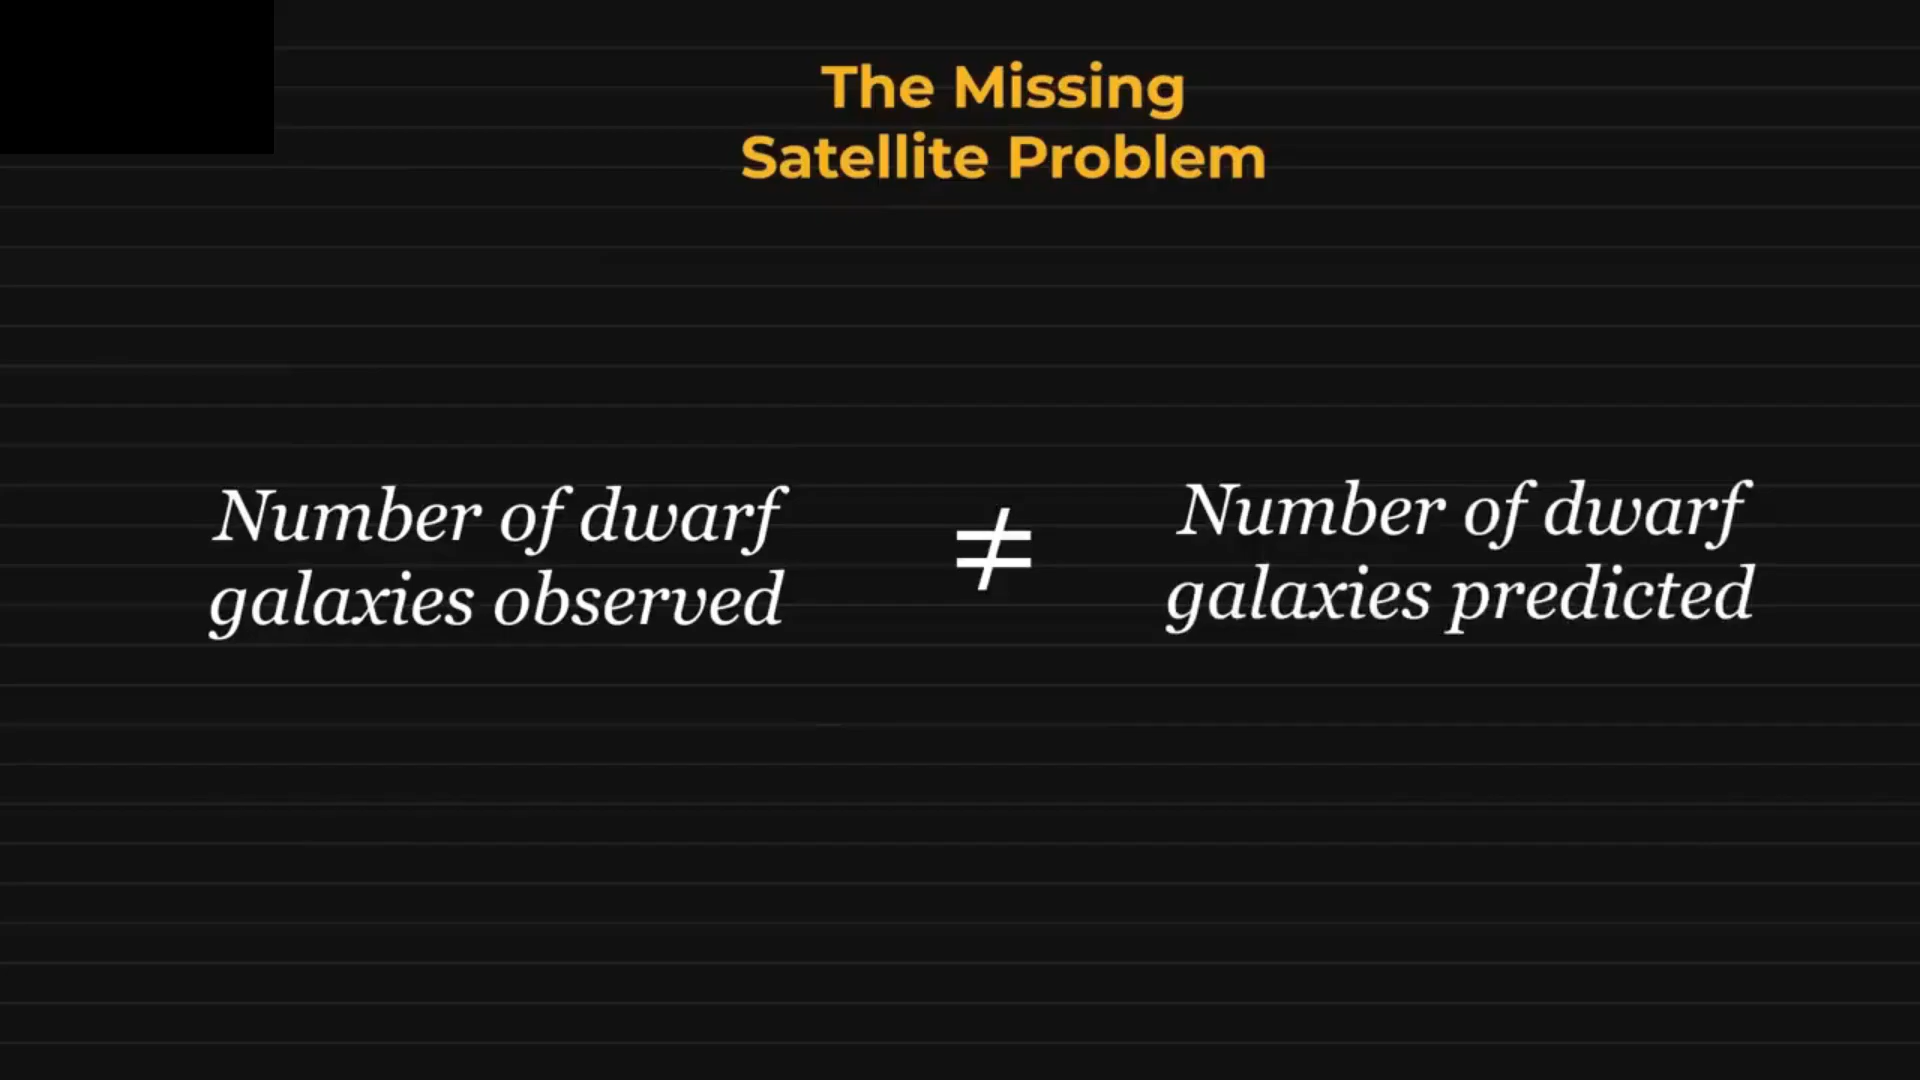 The Missing
Satellite Problem
Number of dwarf
galaxies observed
≠
Number of dwarf
galaxies predicted